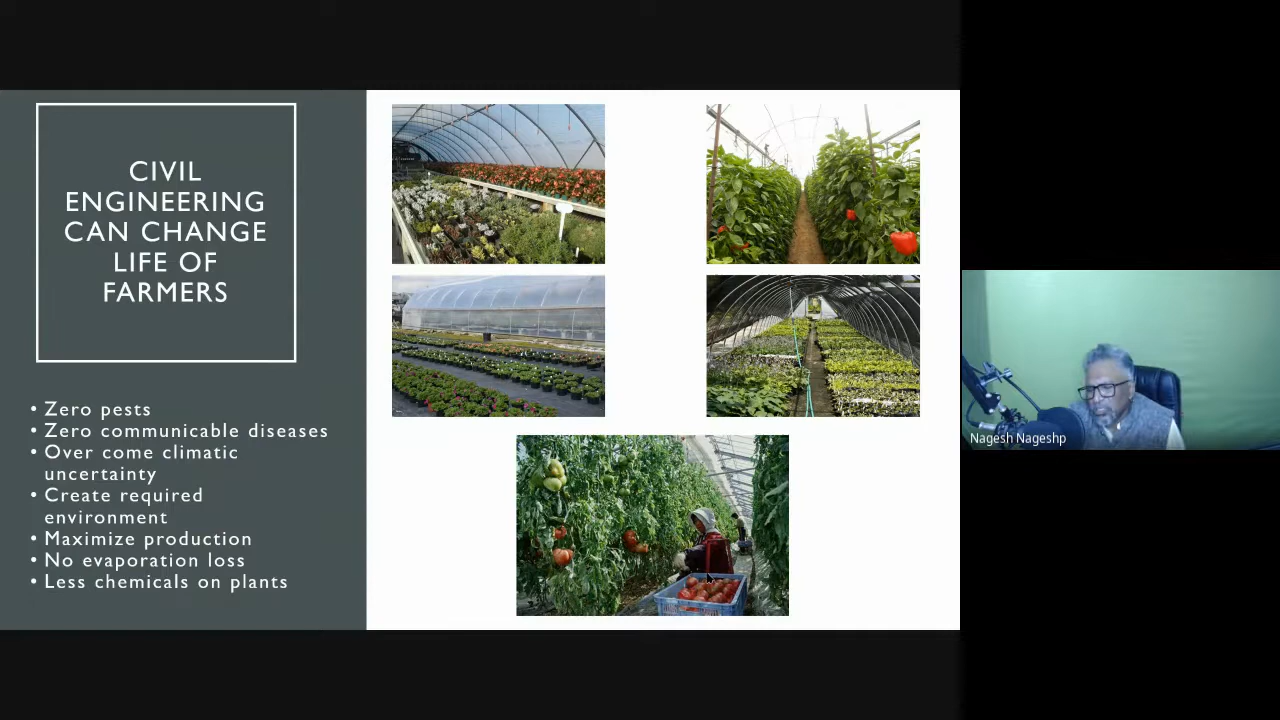 CIVIL
ENGINEERING
CAN CHANGE
LIFE OF
FARMERS
• Zero pests
• Zero communicable diseases
• Over come climatic
uncertainty
• Create required
environment
• Maximize production
• No evaporation loss
• Less chemicals on plants
Nagesh Nageshp